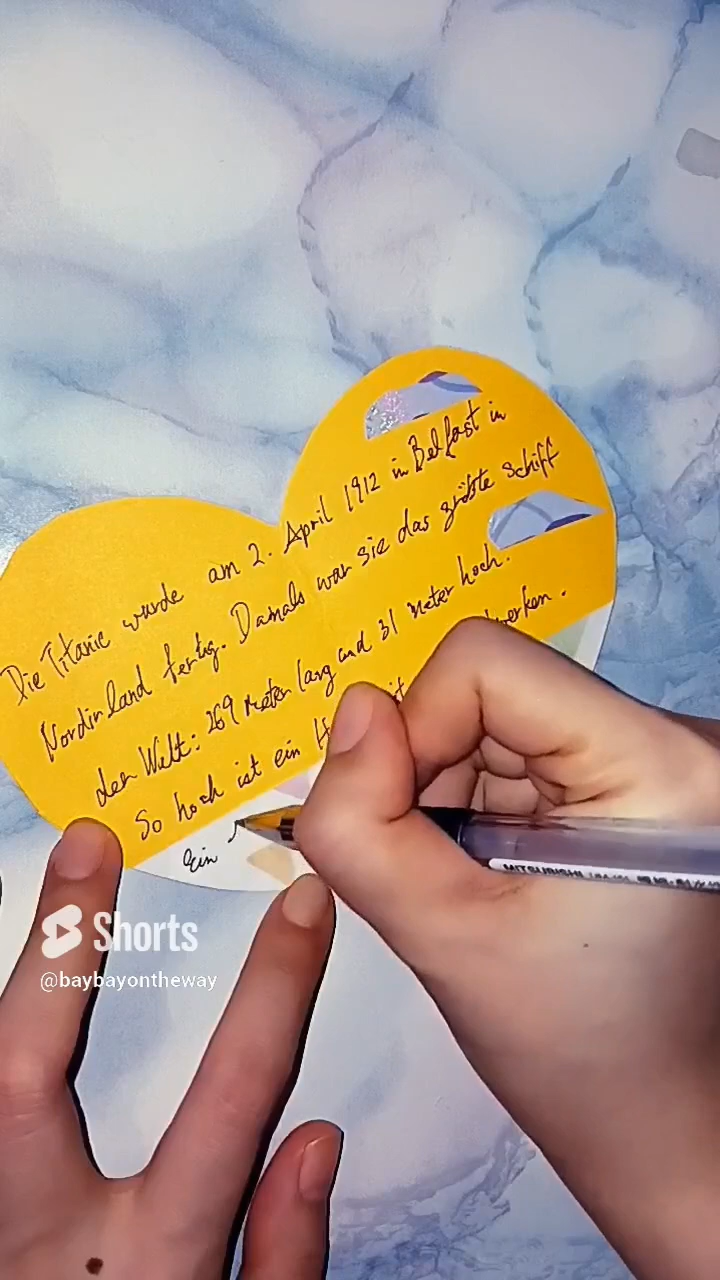 Die Titanic wurde am 2. April 1912 in Belfast in
Nordirland fertig. Damals war sie das größte Schiff
der Welt: 269 meter lang und 31 meter hoch.
So hoch ist ein
Ein
Shorts
@baybayontheway
MITSUBISHI